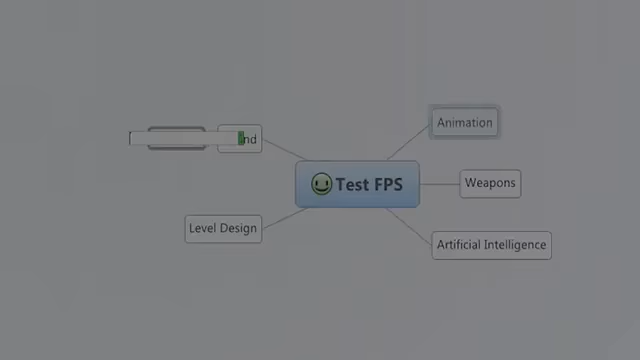 Animation
Test FPS
Weapons
Level Design
Artificial Intelligence